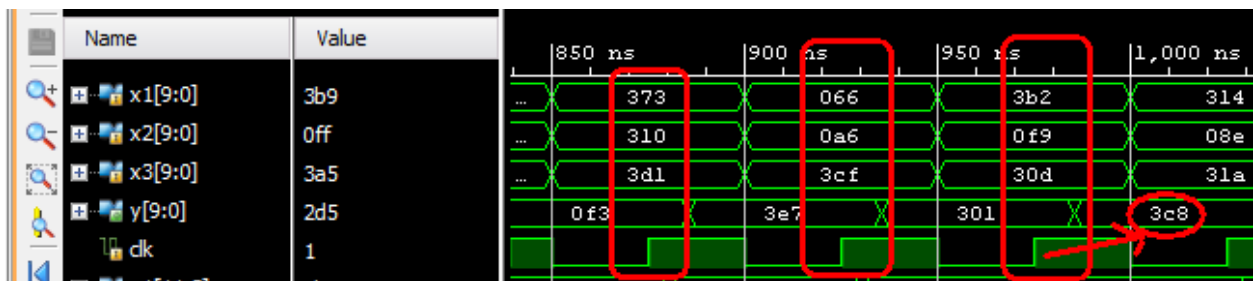 Name Value
850 ns 900 ns 950 ns 1,000 ns
x1[9:0] 3b9 ... 373 066 3b2 314
x2[9:0] 0ff ... 310 0a6 0f9 08e
x3[9:0] 3a5 ... 3d1 3cf 30d 31a
y[9:0] 2d5 0f3 3e7 301 3c8
clk 1